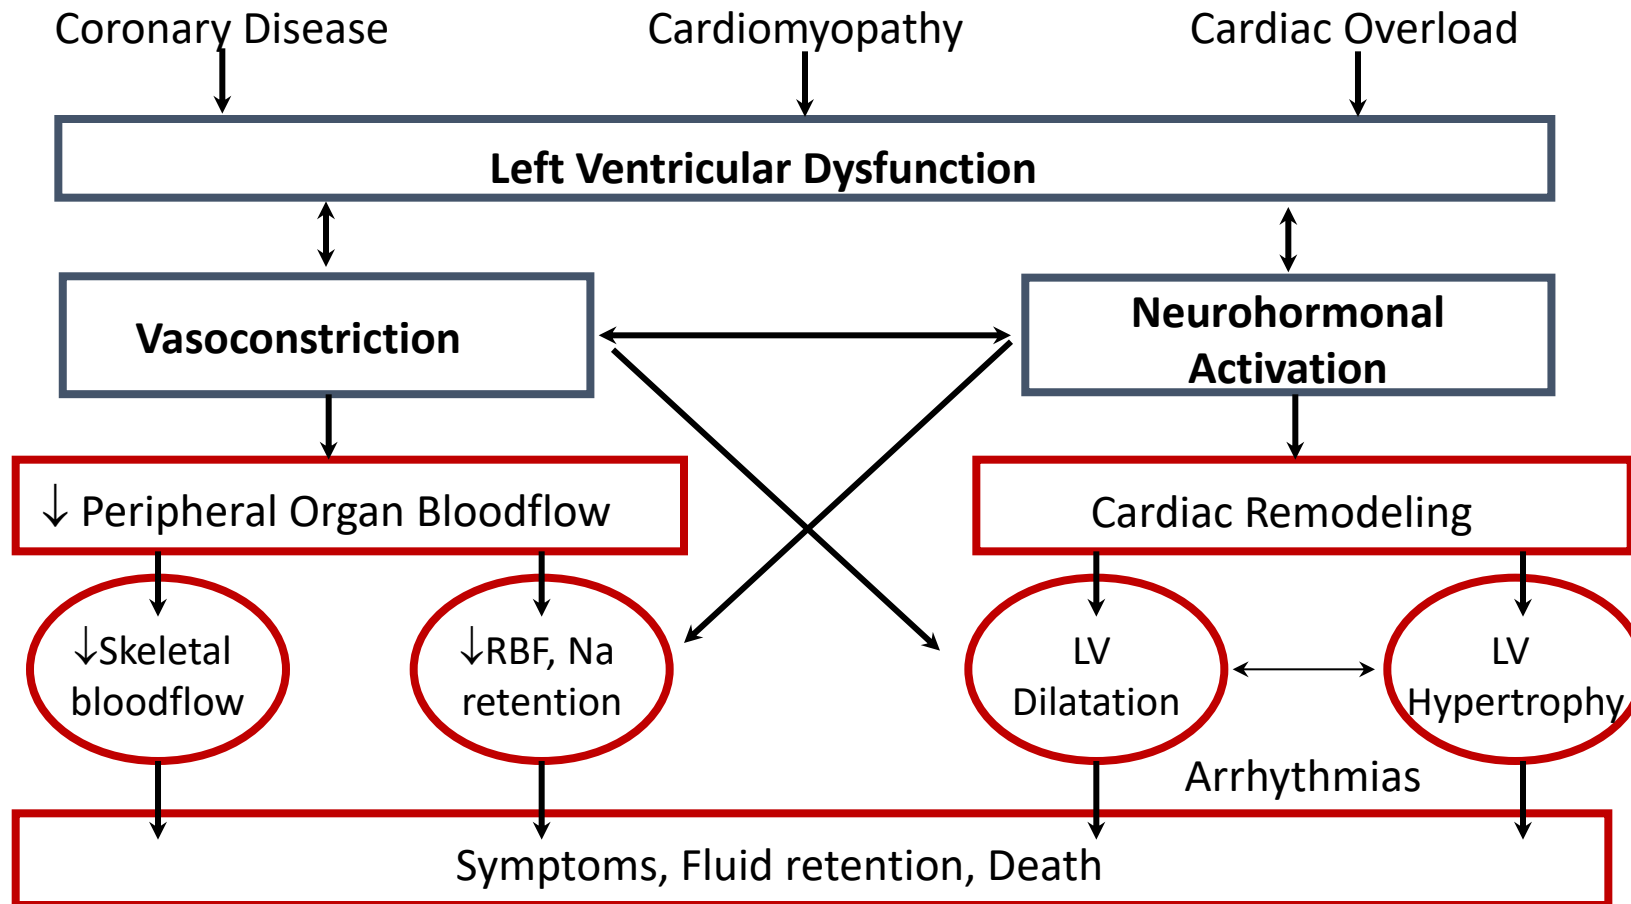 Coronary Disease
Cardiomyopathy
Cardiac Overload
Left Ventricular Dysfunction
Vasoconstriction
Neurohormonal
Activation
↓ Peripheral Organ Bloodflow
Cardiac Remodeling
↓Skeletal
bloodflow
↓RBF, Na
retention
LV
Dilatation
LV
Hypertrophy
Arrhythmias
Symptoms, Fluid retention, Death